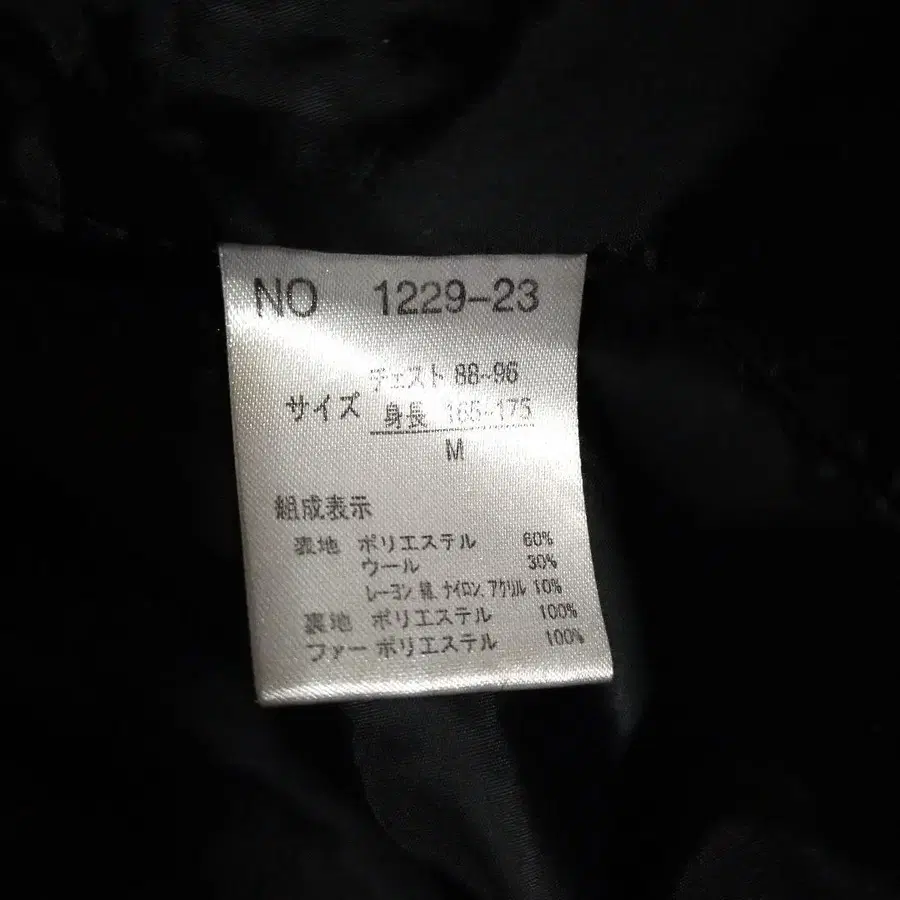 NO 1229-23
チェスト 88-96
サイズ 身長 165-175
M
組成表示
表地 ポリエステル 60%
ウール 30%
レーヨン、綿、ナイロン、アクリル 10%
裏地 ポリエステル 100%
ファー ポリエステル 100%